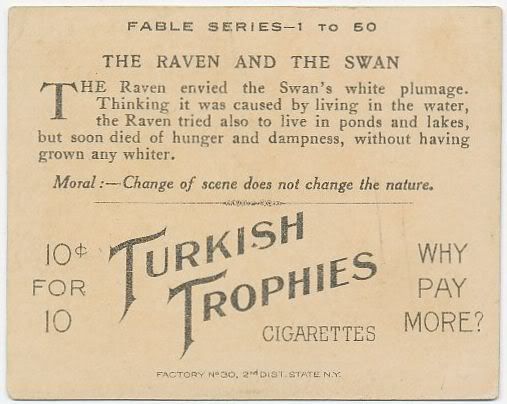 FABLE SERIES—1 TO 50
THE RAVEN AND THE SWAN
THE Raven envied the Swan's white plumage.
Thinking it was caused by living in the water,
the Raven tried also to live in ponds and lakes,
but soon died of hunger and dampness, without having
grown any whiter.
Moral:—Change of scene does not change the nature.
10¢
FOR
10
TURKISH
TROPHIES
CIGARETTES
WHY
PAY
MORE?
FACTORY Nº30, 2ND DIST. STATE N.Y.